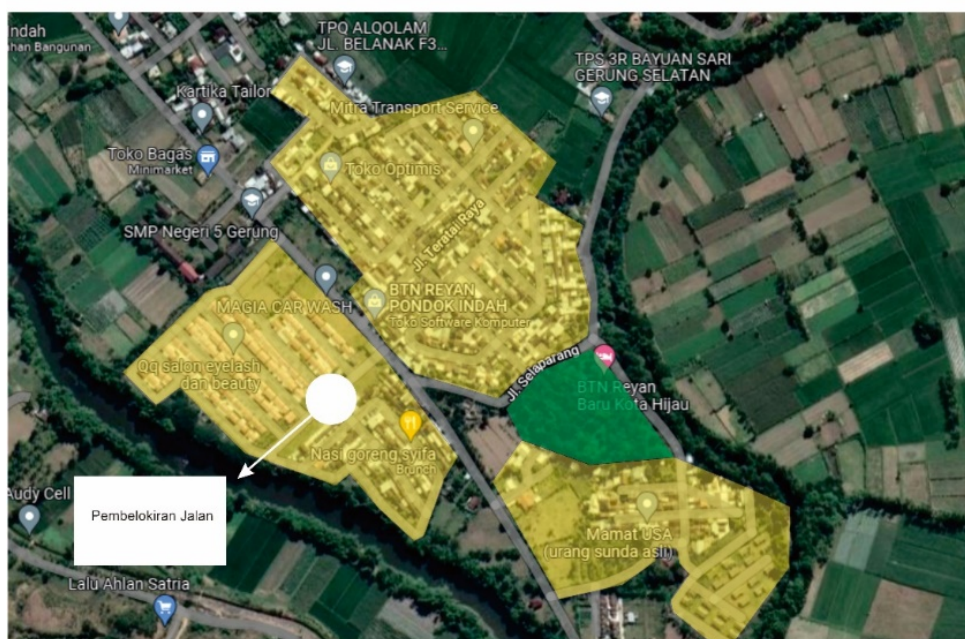 ndah
ahan Bangunan
TPQ ALQOLAM
JL. BELANAK F3...
TPS 3R BAYUAN SARI
GERUNG SELATAN
Kartika Tailor
Mitra Transport Service
Toko Bagas
Minimarket
Toko Optimis
SMP Negeri 5 Gerung
Jl. Teratai Raya
MAGIA CAR WASH
BTN REYAN
PONDOK INDAH
Toko Software Komputer
Qq salon eyelash
dan beauty
Jl. Selaparang
BTN Reyan
Baru Kota Hijau
Nasi goreng syifa
Brunch
Audy Cell
Pembelokiran Jalan
Mamat USA
(urang sunda asli)
Lalu Ahlan Satria